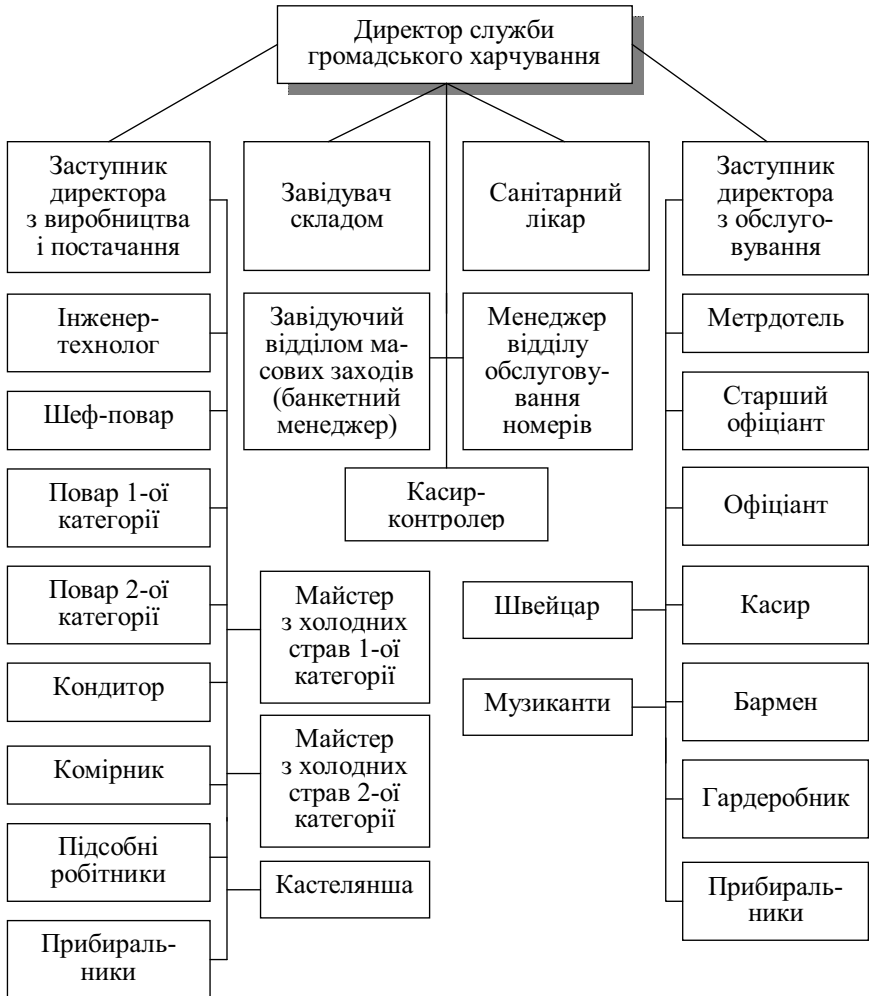 Директор служби
громадського харчування
Заступник
директора
з виробництва
і постачання
Завідувач
складом
Санітарний
лікар
Заступник
директора
з обслуго-
вування
Інженер-
технолог
Шеф-повар
Повар 1-ої
категорії
Повар 2-ої
категорії
Кондитор
Комірник
Підсобні
робітники
Прибираль-
ники
Завідуючий
відділом ма-
сових заходів
(банкетний
менеджер)
Менеджер
відділу
обслугову-
вання
номерів
Касир-
контролер
Майстер
з холодних
страв 1-ої
категорії
Майстер
з холодних
страв 2-ої
категорії
Кастелянша
Швейцар
Музиканти
Метрдотель
Старший
офіціант
Офіціант
Касир
Бармен
Гардеробник
Прибираль-
ники